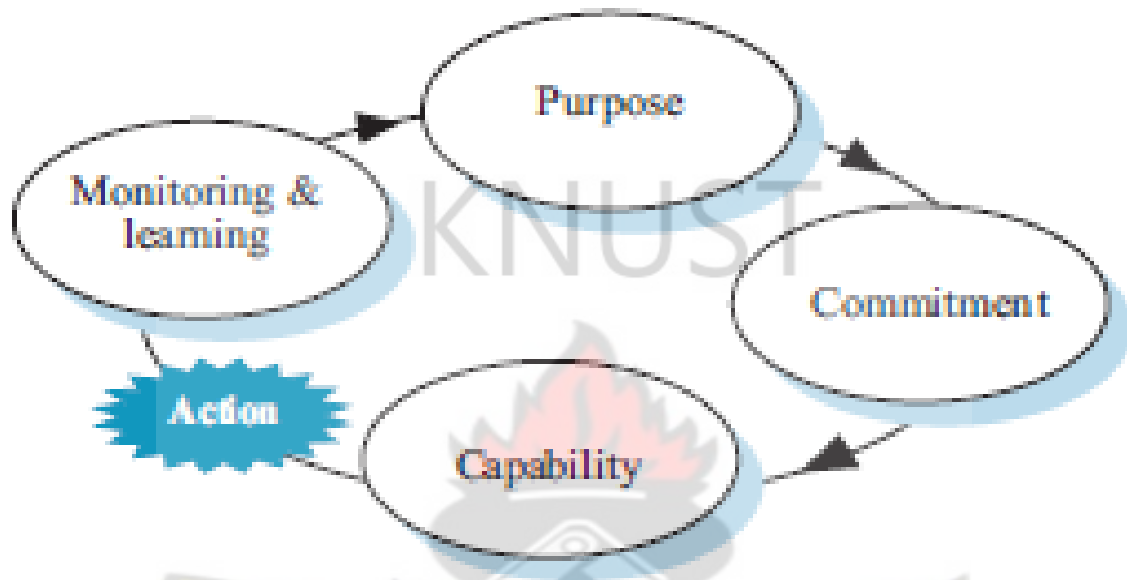 Purpose
Monitoring &
learning
KNUST
Commitment
Action
Capability